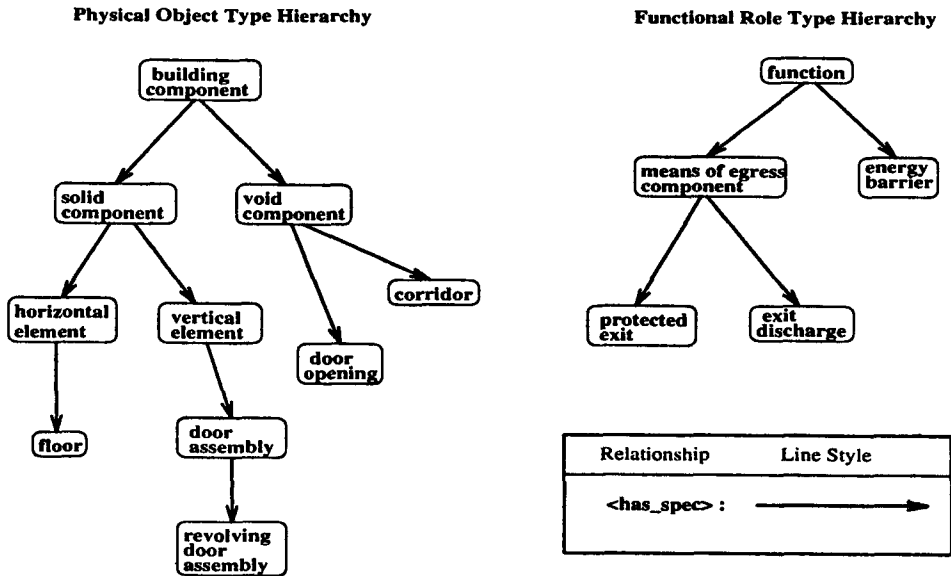 Physical Object Type Hierarchy
building
component
solid
component
void
component
horizontal
element
vertical
element
corridor
door
opening
floor
door
assembly
revolving
door
assembly
Functional Role Type Hierarchy
function
means of egress
component
energy
barrier
protected
exit
exit
discharge
Relationship Line Style
<has_spec> :